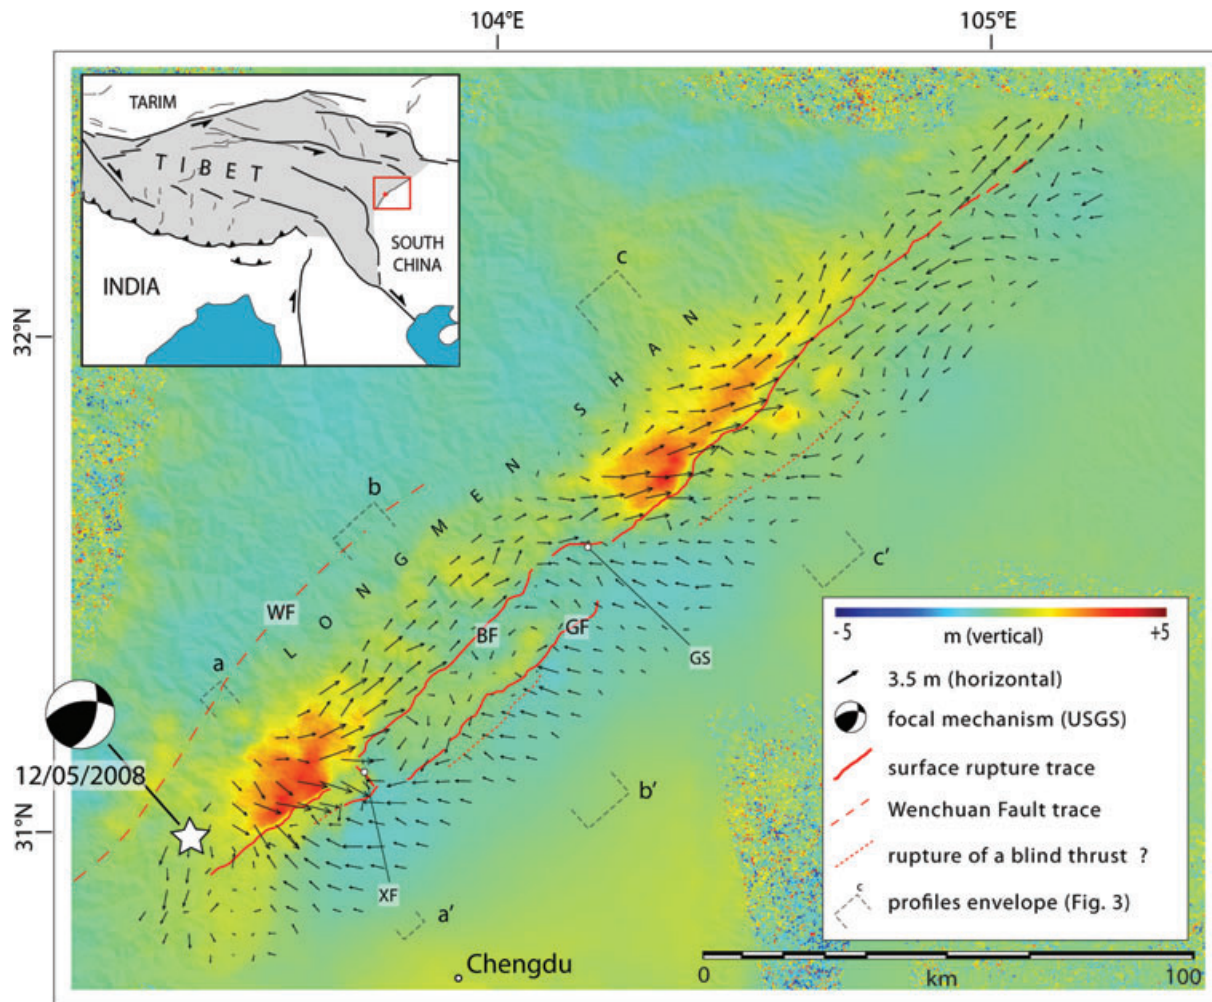 104°E
105°E
TARIM
TIBET
SOUTH
CHINA
INDIA
32°N
31°N
c
LONGMEN SHAN
b
WF
a
BF
GF
GS
c'
12/05/2008
b'
XF
a'
Chengdu
-5
m (vertical)
+5
3.5 m (horizontal)
focal mechanism (USGS)
surface rupture trace
Wenchuan Fault trace
rupture of a blind thrust ?
c
profiles envelope (Fig. 3)
0
km
100